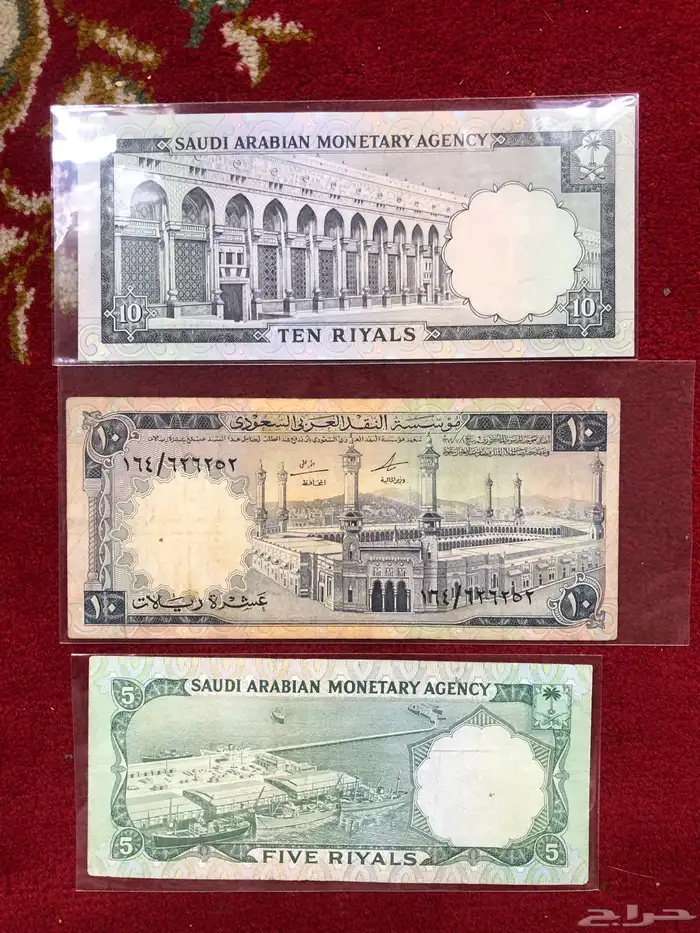 SAUDI ARABIAN MONETARY AGENCY
10
10
TEN RIYALS
مؤسسة النقد العربي السعودي
١٠
١٠
١٦٤/٦٢٦٢٥٢
المحافظ
وزير المالية
١٦٤/٦٢٦٢٥٢
١٠
عشرة ريالات
١٠
SAUDI ARABIAN MONETARY AGENCY
5
5
FIVE RIYALS
5
حراج